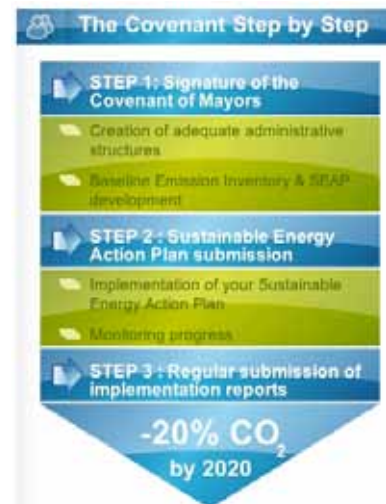 The Covenant Step by Step
STEP 1: Signature of the
Covenant of Mayors
Creation of adequate administrative
structures
Baseline Emission Inventory & SEAP
development
STEP 2 : Sustainable Energy
Action Plan submission
Implementation of your Sustainable
Energy Action Plan
Monitoring progress
STEP 3 : Regular submission of
implementation reports
-20% CO2
by 2020